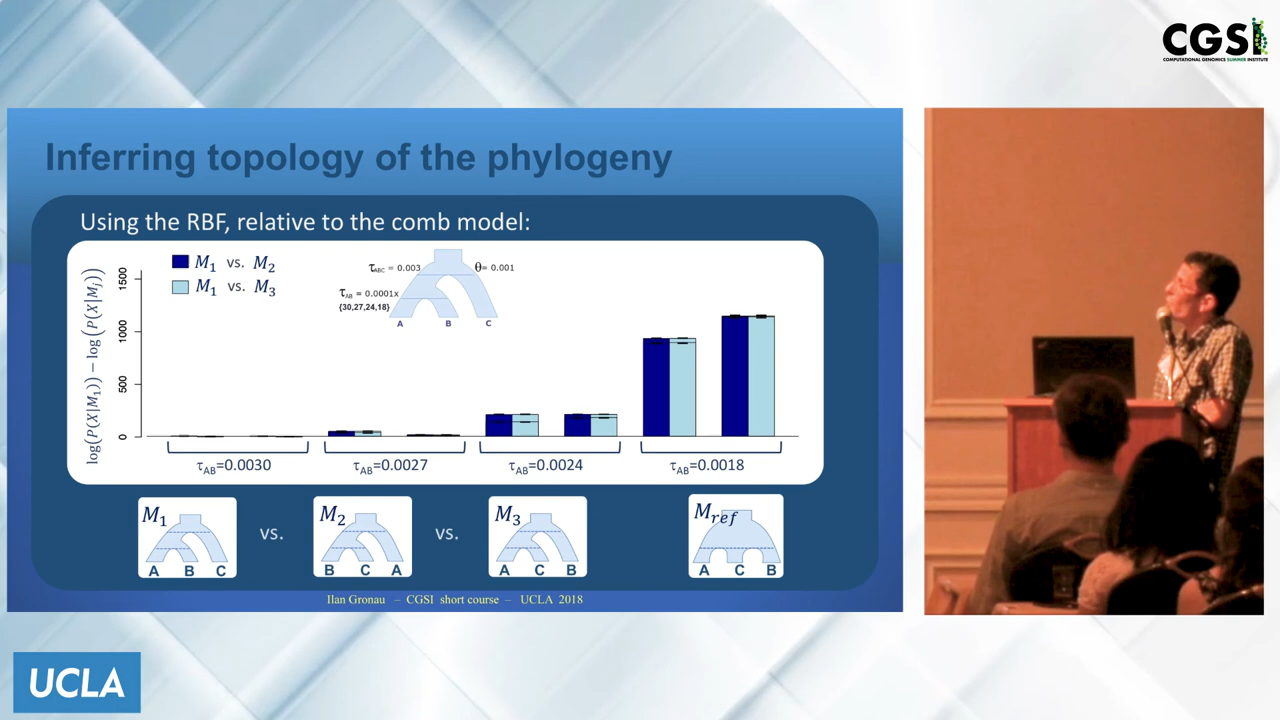 CGSI
COMPUTATIONAL GENOMICS SUMMER INSTITUTE
Inferring topology of the phylogeny
Using the RBF, relative to the comb model:
M1 vs. M2
M1 vs. M3
log(P(X|M1)) − log(P(X|Mj))
1500
1000
500
0
τABC = 0.003
θ= 0.001
τAB = 0.0001x
{30,27,24,18}
A B C
τAB=0.0030 τAB=0.0027 τAB=0.0024 τAB=0.0018
M1 vs. M2 vs. M3 Mref
A B C B C A A C B A C B
Ilan Gronau – CGSI short course – UCLA 2018
UCLA